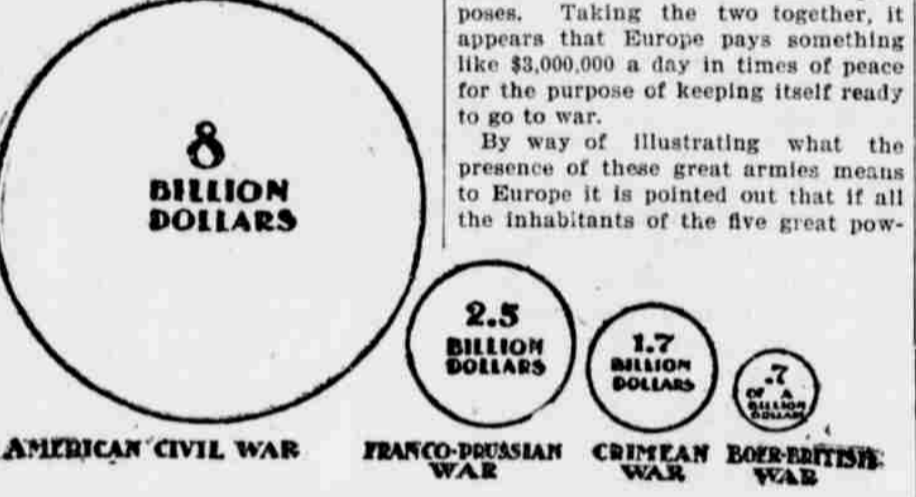 poses. Taking the two together, it
appears that Europe pays something
like $3,000,000 a day in times of peace
for the purpose of keeping itself ready
to go to war.
By way of illustrating what the
presence of these great armies means
to Europe it is pointed out that if all
the inhabitants of the five great pow-
8
BILLION
DOLLARS
2.5
BILLION
DOLLARS
1.7
BILLION
DOLLARS
.7
OF A
BILLION
DOLLARS
AMERICAN CIVIL WAR
FRANCO-PRUSSIAN
WAR
CRIMEAN
WAR
BOER-BRITISH
WAR